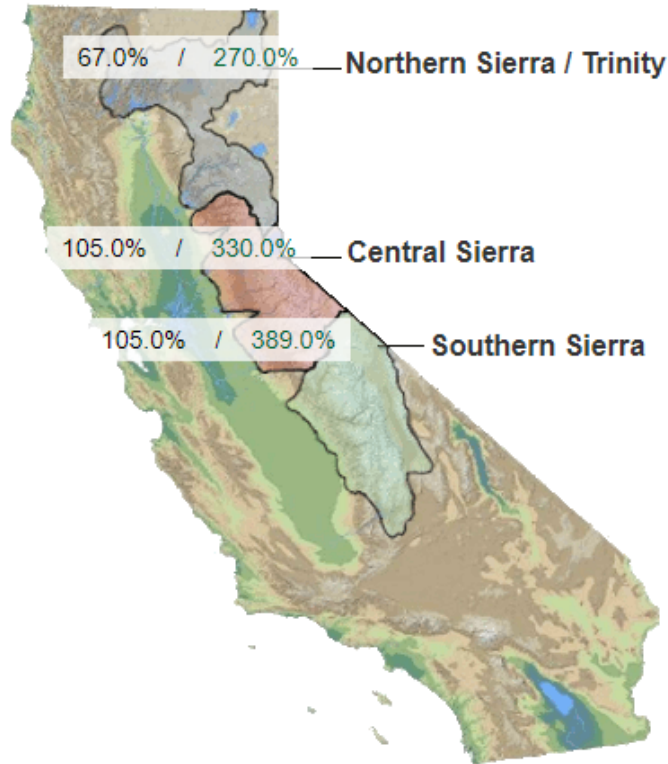 67.0% / 270.0% Northern Sierra / Trinity
105.0% / 330.0% Central Sierra
105.0% / 389.0% Southern Sierra